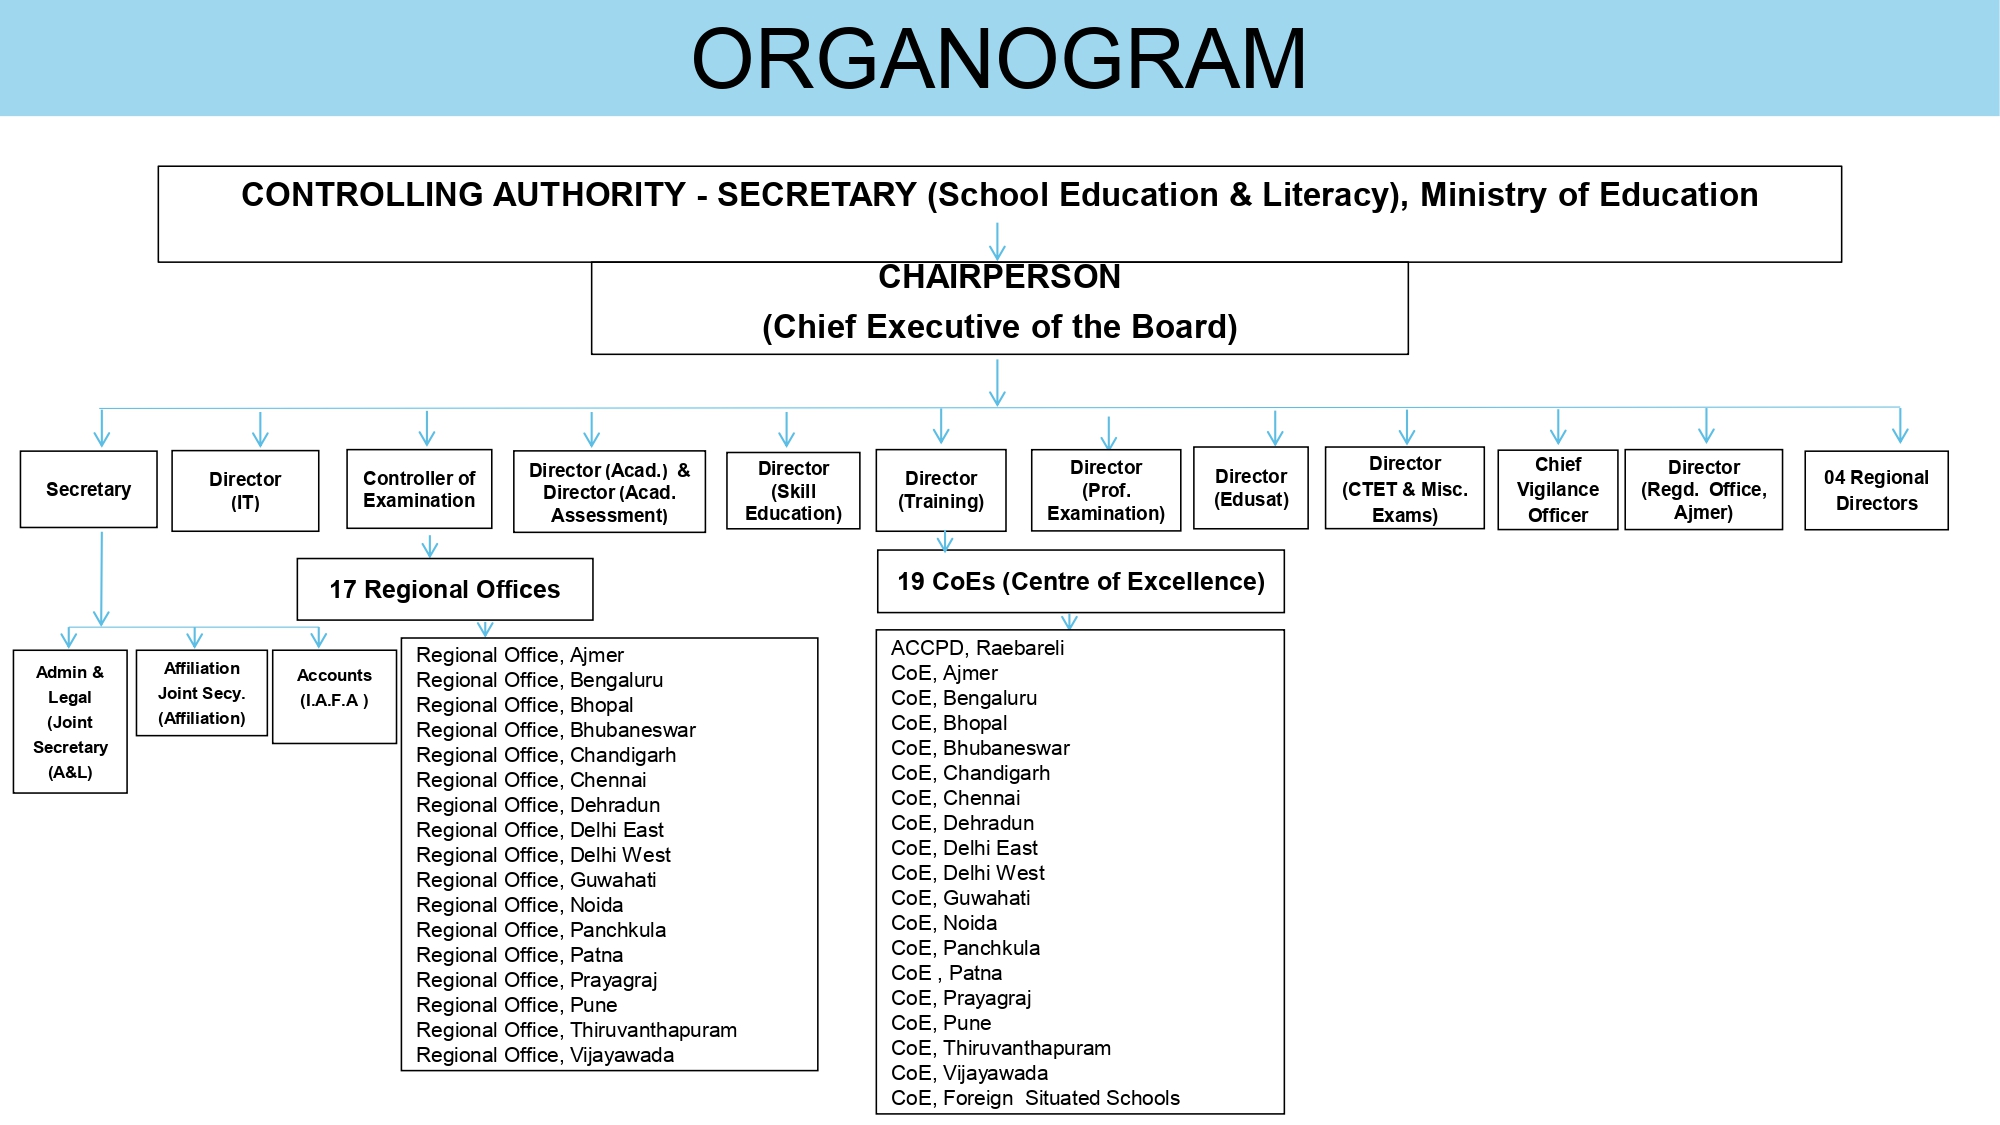 ORGANOGRAM
CONTROLLING AUTHORITY - SECRETARY (School Education & Literacy), Ministry of Education
CHAIRPERSON
(Chief Executive of the Board)
Secretary
Director
(IT)
Controller of
Examination
Director (Acad.) &
Director (Acad.
Assessment)
Director
(Skill
Education)
Director
(Training)
Director
(Prof.
Examination)
Director
(Edusat)
Director
(CTET & Misc.
Exams)
Chief
Vigilance
Officer
Director
(Regd. Office,
Ajmer)
04 Regional
Directors
17 Regional Offices
19 CoEs (Centre of Excellence)
Admin &
Legal
(Joint
Secretary
(A&L)
Affiliation
Joint Secy.
(Affiliation)
Accounts
(I.A.F.A )
Regional Office, Ajmer
Regional Office, Bengaluru
Regional Office, Bhopal
Regional Office, Bhubaneswar
Regional Office, Chandigarh
Regional Office, Chennai
Regional Office, Dehradun
Regional Office, Delhi East
Regional Office, Delhi West
Regional Office, Guwahati
Regional Office, Noida
Regional Office, Panchkula
Regional Office, Patna
Regional Office, Prayagraj
Regional Office, Pune
Regional Office, Thiruvanthapuram
Regional Office, Vijayawada
ACCPD, Raebareli
CoE, Ajmer
CoE, Bengaluru
CoE, Bhopal
CoE, Bhubaneswar
CoE, Chandigarh
CoE, Chennai
CoE, Dehradun
CoE, Delhi East
CoE, Delhi West
CoE, Guwahati
CoE, Noida
CoE, Panchkula
CoE , Patna
CoE, Prayagraj
CoE, Pune
CoE, Thiruvanthapuram
CoE, Vijayawada
CoE, Foreign Situated Schools